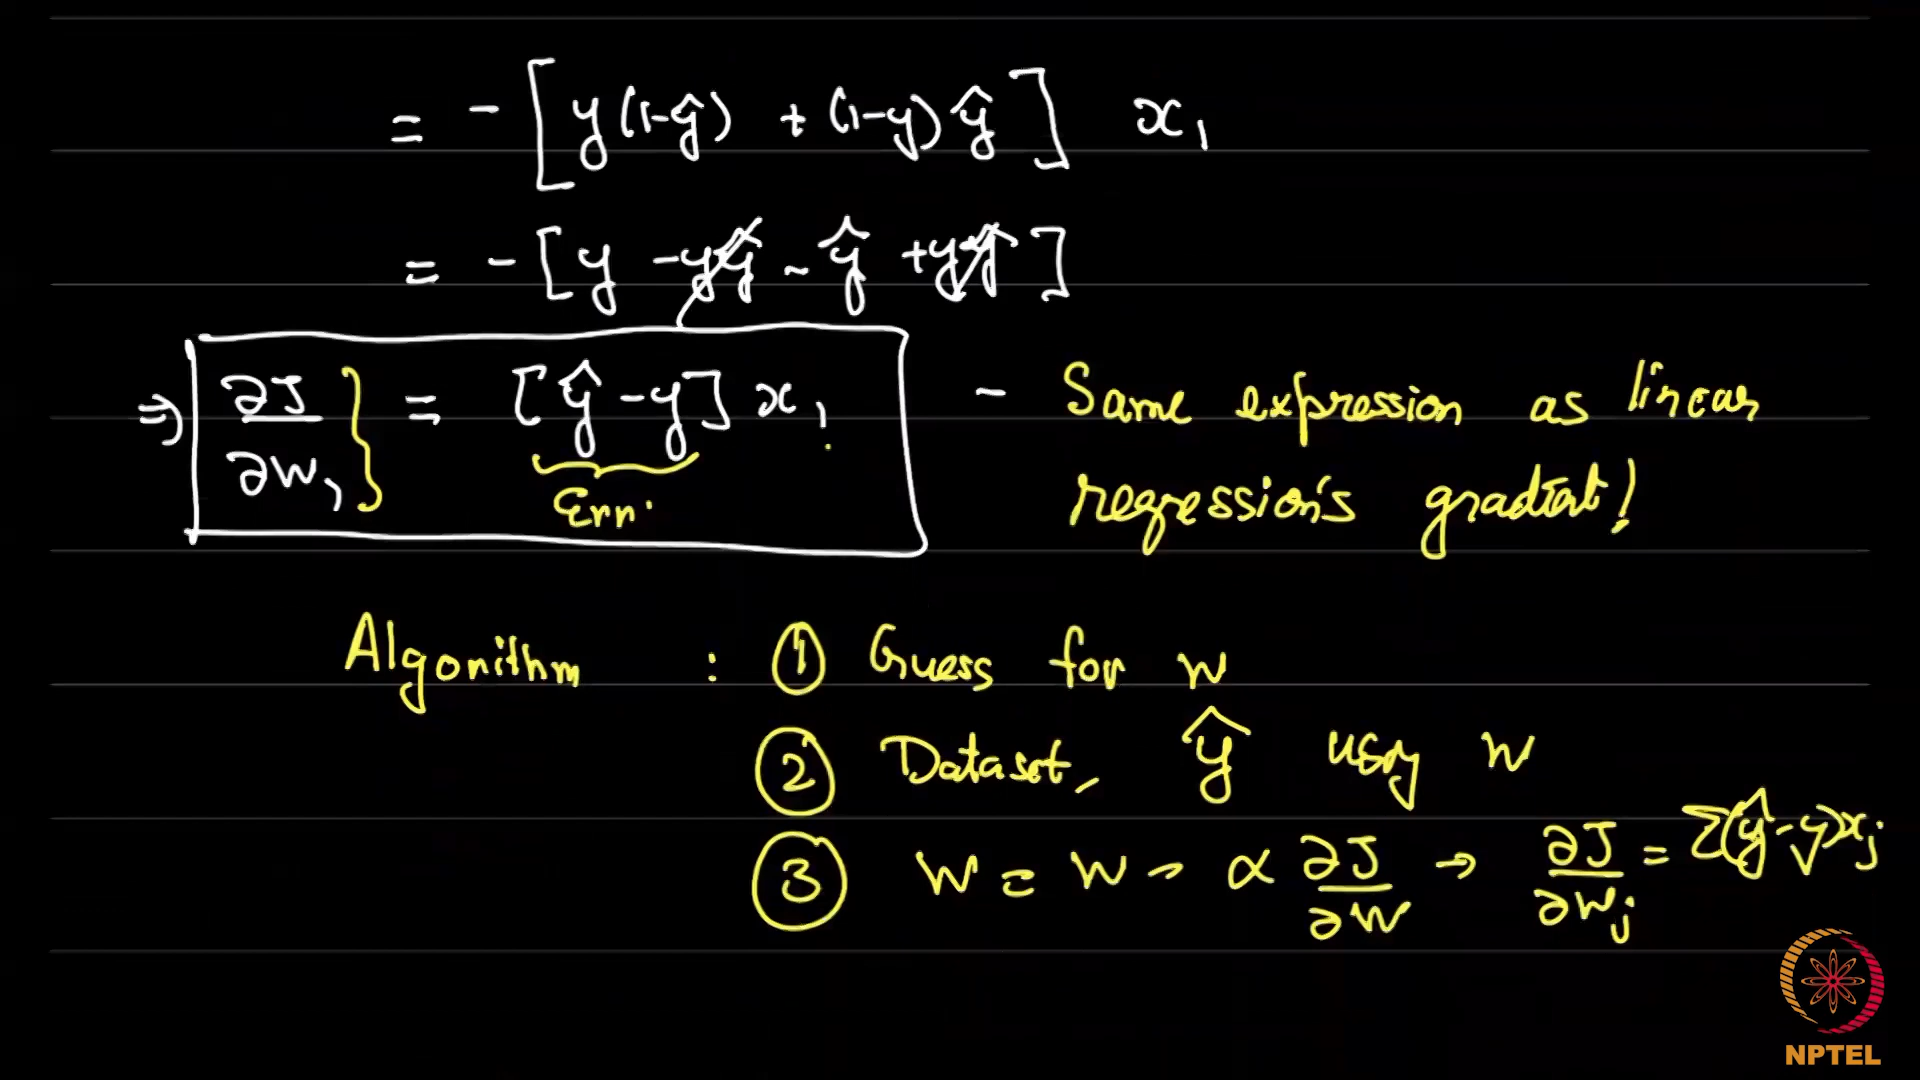 = - [y(1-ŷ) + (1-y)ŷ] x₁
= - [y - yŷ - ŷ + yŷ]
⇒ ∂J/∂w₁ = [ŷ - y] x₁ - Same expression as linear
Err. regression's gradient!
Algorithm : ① Guess for w
② Dataset, ŷ using w
③ w = w - α ∂J/∂w → ∂J/∂wⱼ = Σ(ŷ-y)xⱼ
NPTEL